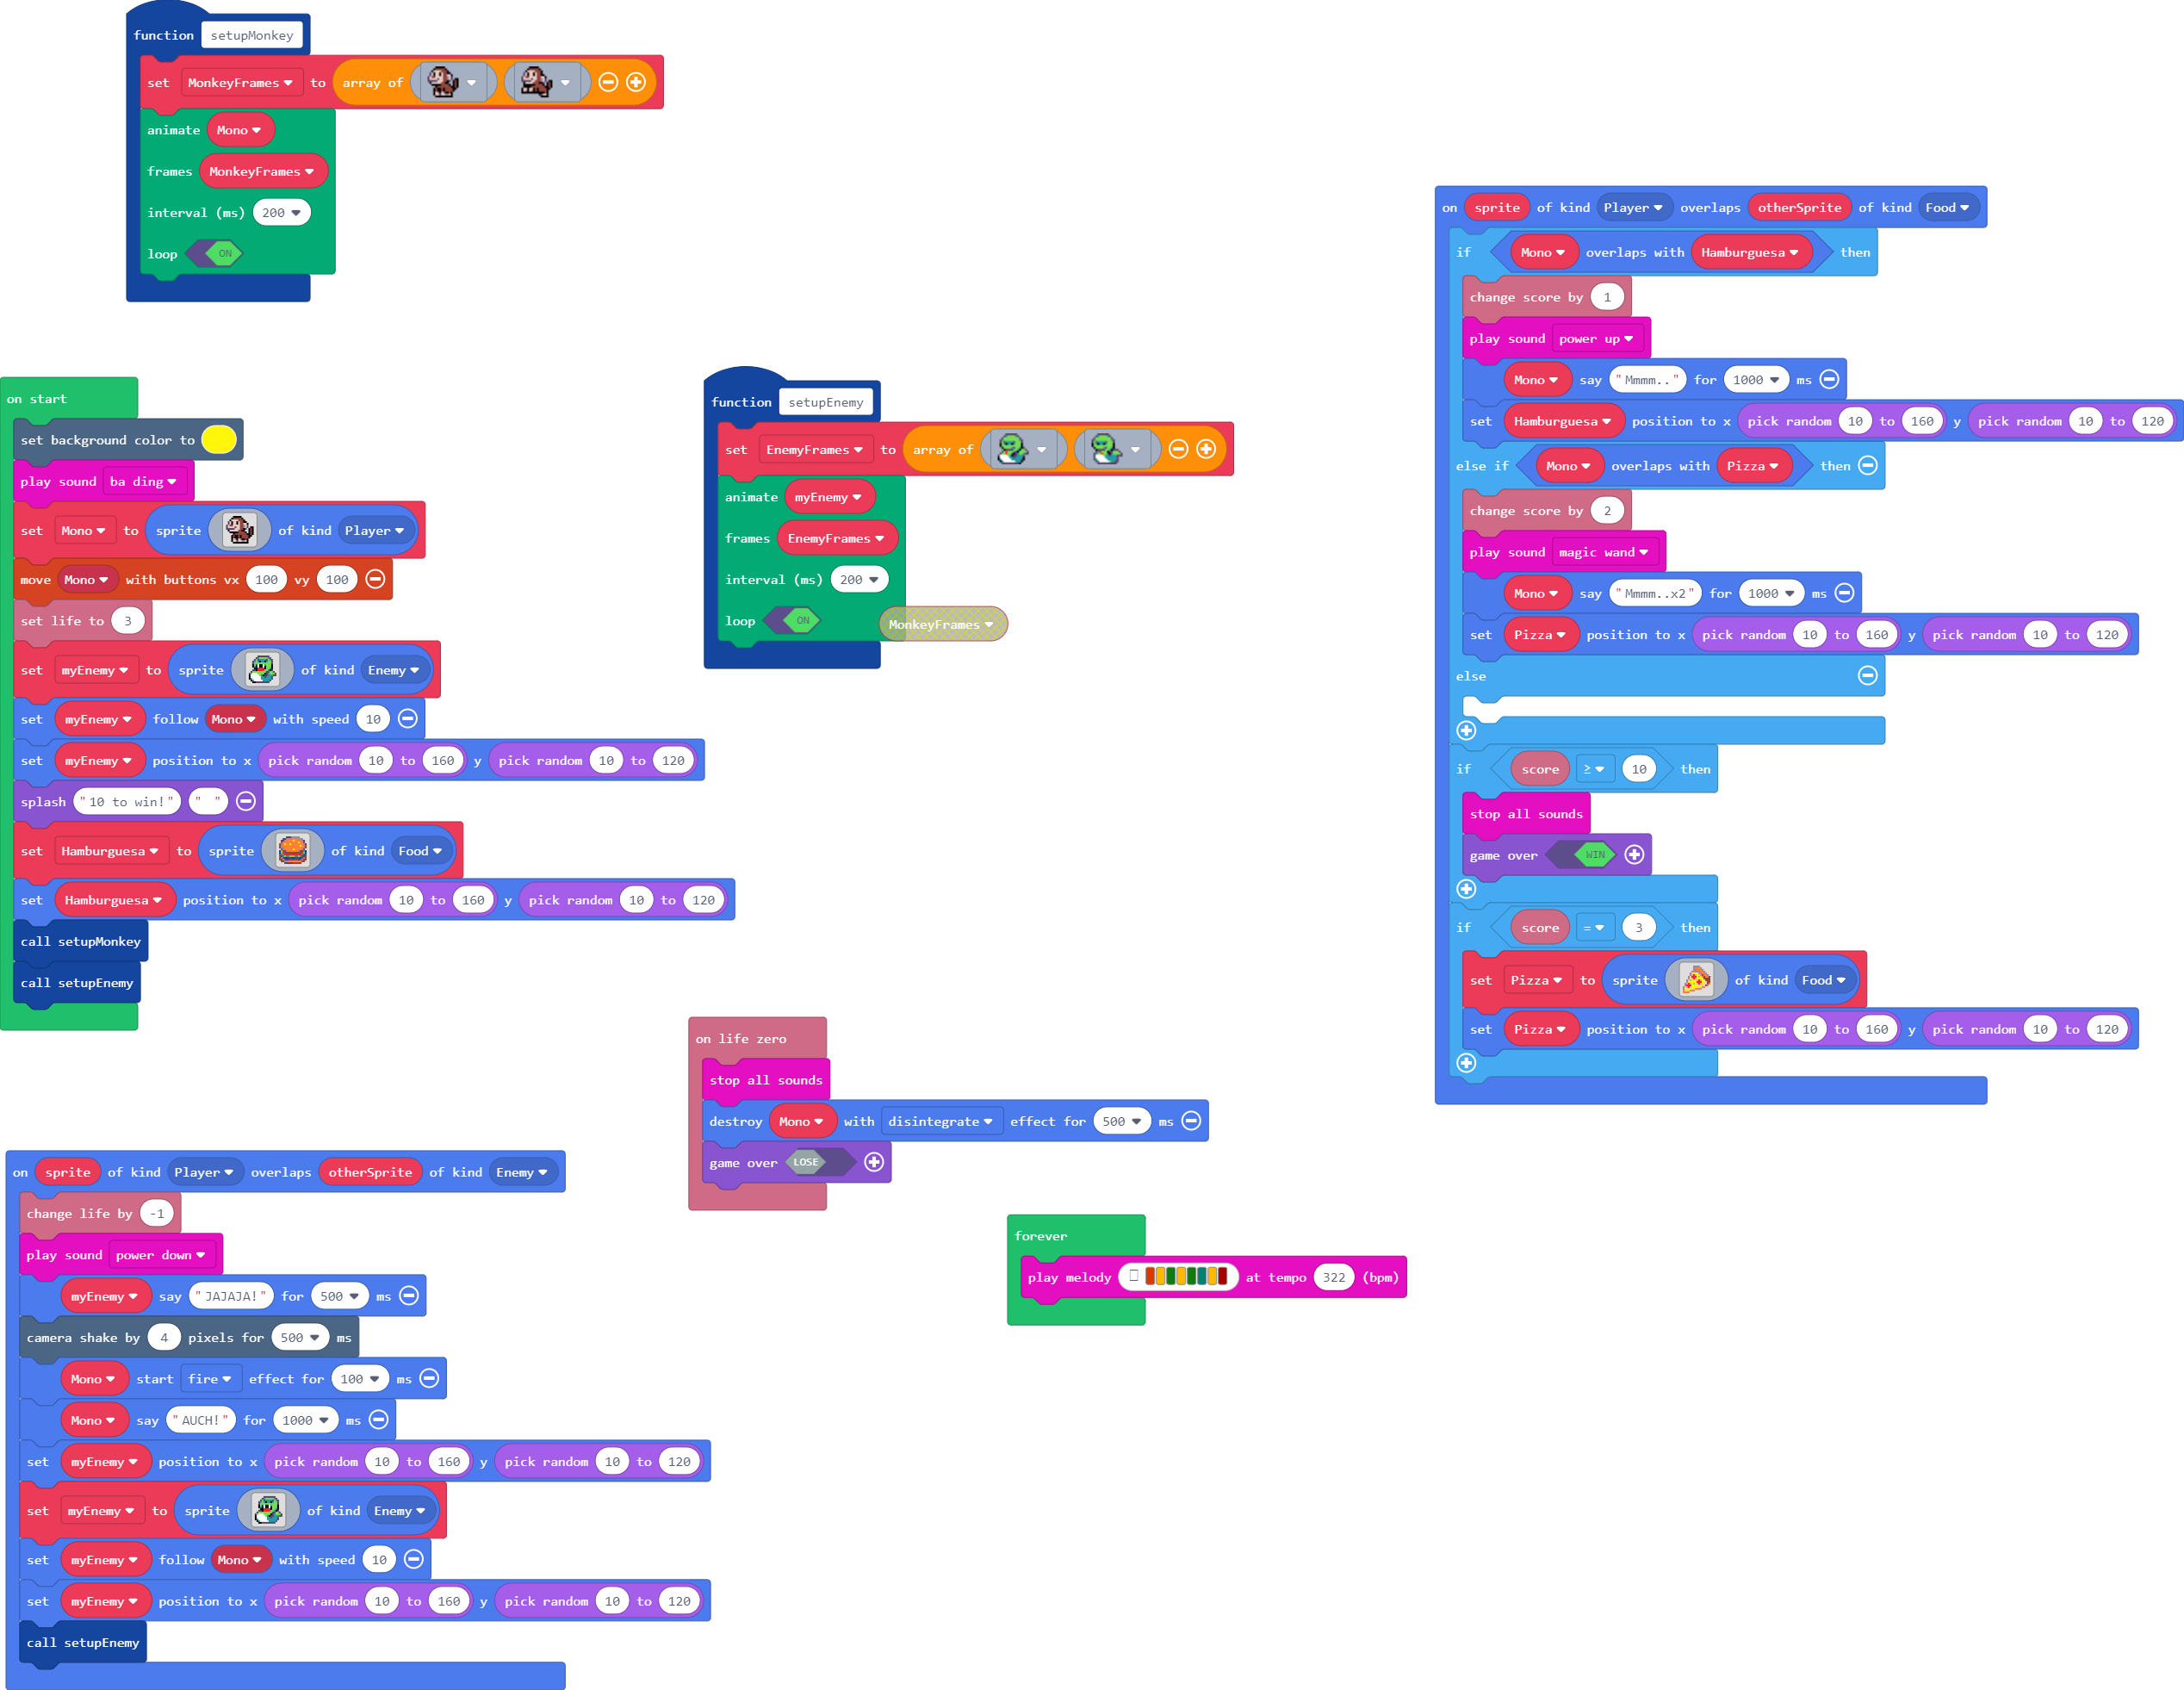 function setupMonkey
set MonkeyFrames to array of
animate Mono
frames MonkeyFrames
interval (ms) 200
loop ON
on start
set background color to
play sound ba ding
set Mono to sprite of kind Player
move Mono with buttons vx 100 vy 100
set life to 3
set myEnemy to sprite of kind Enemy
set myEnemy follow Mono with speed 10
set myEnemy position to x pick random 10 to 160 y pick random 10 to 120
splash "10 to win!" " "
set Hamburguesa to sprite of kind Food
set Hamburguesa position to x pick random 10 to 160 y pick random 10 to 120
call setupMonkey
call setupEnemy
function setupEnemy
set EnemyFrames to array of
animate myEnemy
frames EnemyFrames
interval (ms) 200
loop ON
MonkeyFrames
on sprite of kind Player overlaps otherSprite of kind Food
if Mono overlaps with Hamburguesa then
change score by 1
play sound power up
Mono say "Mmmm.." for 1000 ms
set Hamburguesa position to x pick random 10 to 160 y pick random 10 to 120
else if Mono overlaps with Pizza then
change score by 2
play sound magic wand
Mono say "Mmmm..x2" for 1000 ms
set Pizza position to x pick random 10 to 160 y pick random 10 to 120
else
if score ≥ 10 then
stop all sounds
game over WIN
if score = 3 then
set Pizza to sprite of kind Food
set Pizza position to x pick random 10 to 160 y pick random 10 to 120
on life zero
stop all sounds
destroy Mono with disintegrate effect for 500 ms
game over LOSE
on sprite of kind Player overlaps otherSprite of kind Enemy
change life by -1
play sound power down
myEnemy say "JAJAJA!" for 500 ms
camera shake by 4 pixels for 500 ms
Mono start fire effect for 100 ms
Mono say "AUCH!" for 1000 ms
set myEnemy position to x pick random 10 to 160 y pick random 10 to 120
set myEnemy to sprite of kind Enemy
set myEnemy follow Mono with speed 10
set myEnemy position to x pick random 10 to 160 y pick random 10 to 120
call setupEnemy
forever
play melody at tempo 322 (bpm)